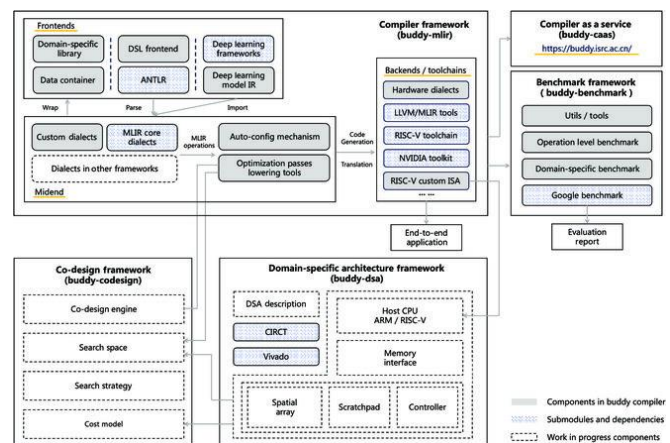 Frontends
Domain-specific
library
DSL frontend
Deep learning
frameworks
Data container
ANTLR
Deep learning
model IR
Wrap
Parse
Import
Compiler framework
(buddy-mlir)
Backends / toolchains
Hardware dialects
LLVM/MLIR tools
RISC-V toolchain
NVIDIA toolkit
RISC-V custom ISA
Custom dialects
MLIR core
dialects
MLIR
operations
Auto-config mechanism
Dialects in other frameworks
Optimization passes
lowering tools
Midend
Code
Generation
Translation
End-to-end
application
Compiler as a service
(buddy-caas)
https://buddy.isrc.ac.cn/
Benchmark framework
( buddy-benchmark )
Utils / tools
Operation level benchmark
Domain-specific benchmark
Google benchmark
Evaluation
report
Co-design framework
(buddy-codesign)
Co-design engine
Search space
Search strategy
Cost model
Domain-specific architecture framework
(buddy-dsa)
DSA description
CIRCT
Vivado
Host CPU
ARM / RISC-V
Memory
interface
Spatial
array
Scratchpad
Controller
Components in buddy compiler
Submodules and dependencies
Work in progress components